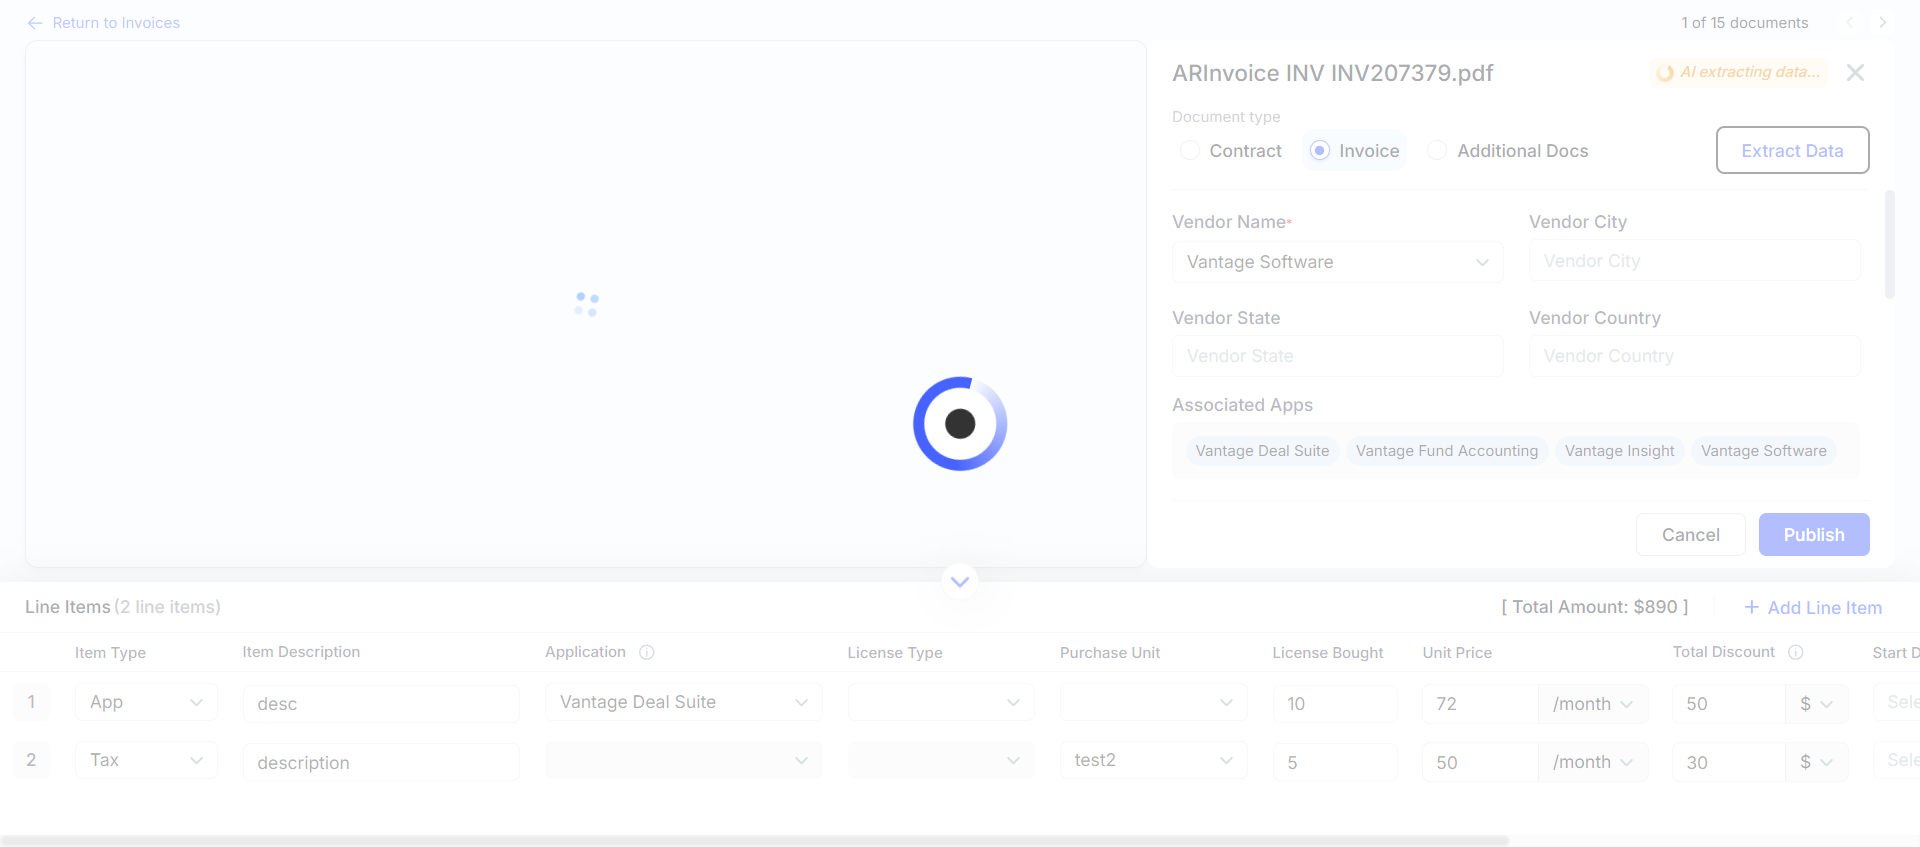 Return to Invoices
1 of 15 documents
ARInvoice INV INV207379.pdf
AI extracting data...
Document type
Contract
Invoice
Additional Docs
Extract Data
Vendor Name*
Vendor City
Vantage Software
Vendor City
Vendor State
Vendor Country
Vendor State
Vendor Country
Associated Apps
Vantage Deal Suite
Vantage Fund Accounting
Vantage Insight
Vantage Software
Cancel
Publish
Line Items (2 line items)
[ Total Amount: $890 ]
+ Add Line Item
Item Type
Item Description
Application
License Type
Purchase Unit
License Bought
Unit Price
Total Discount
Start D
1
App
desc
Vantage Deal Suite
10
72
/month
50
$
Sele
2
Tax
description
test2
5
50
/month
30
$
Sele